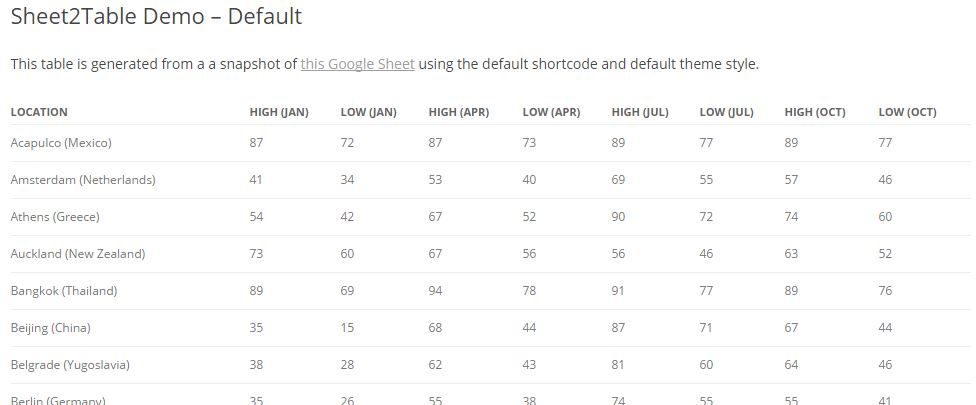 Sheet2Table Demo – Default
This table is generated from a a snapshot of this Google Sheet using the default shortcode and default theme style.
LOCATION HIGH (JAN) LOW (JAN) HIGH (APR) LOW (APR) HIGH (JUL) LOW (JUL) HIGH (OCT) LOW (OCT)
Acapulco (Mexico) 87 72 87 73 89 77 89 77
Amsterdam (Netherlands) 41 34 53 40 69 55 57 46
Athens (Greece) 54 42 67 52 90 72 74 60
Auckland (New Zealand) 73 60 67 56 56 46 63 52
Bangkok (Thailand) 89 69 94 78 91 77 89 76
Beijing (China) 35 15 68 44 87 71 67 44
Belgrade (Yugoslavia) 38 28 62 43 81 60 64 46
Berlin (Germany) 35 26 55 38 74 55 55 41